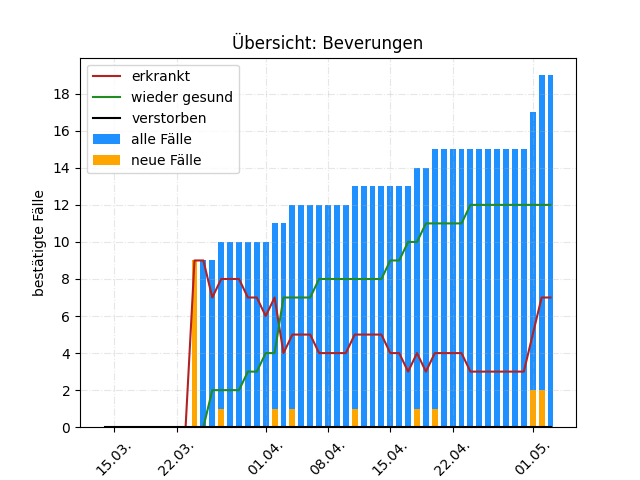 Übersicht: Beverungen
erkrankt
wieder gesund
verstorben
alle Fälle
neue Fälle
bestätigte Fälle
18
16
14
12
10
8
6
4
2
0
15.03.
22.03.
01.04.
08.04.
15.04.
22.04.
01.05.